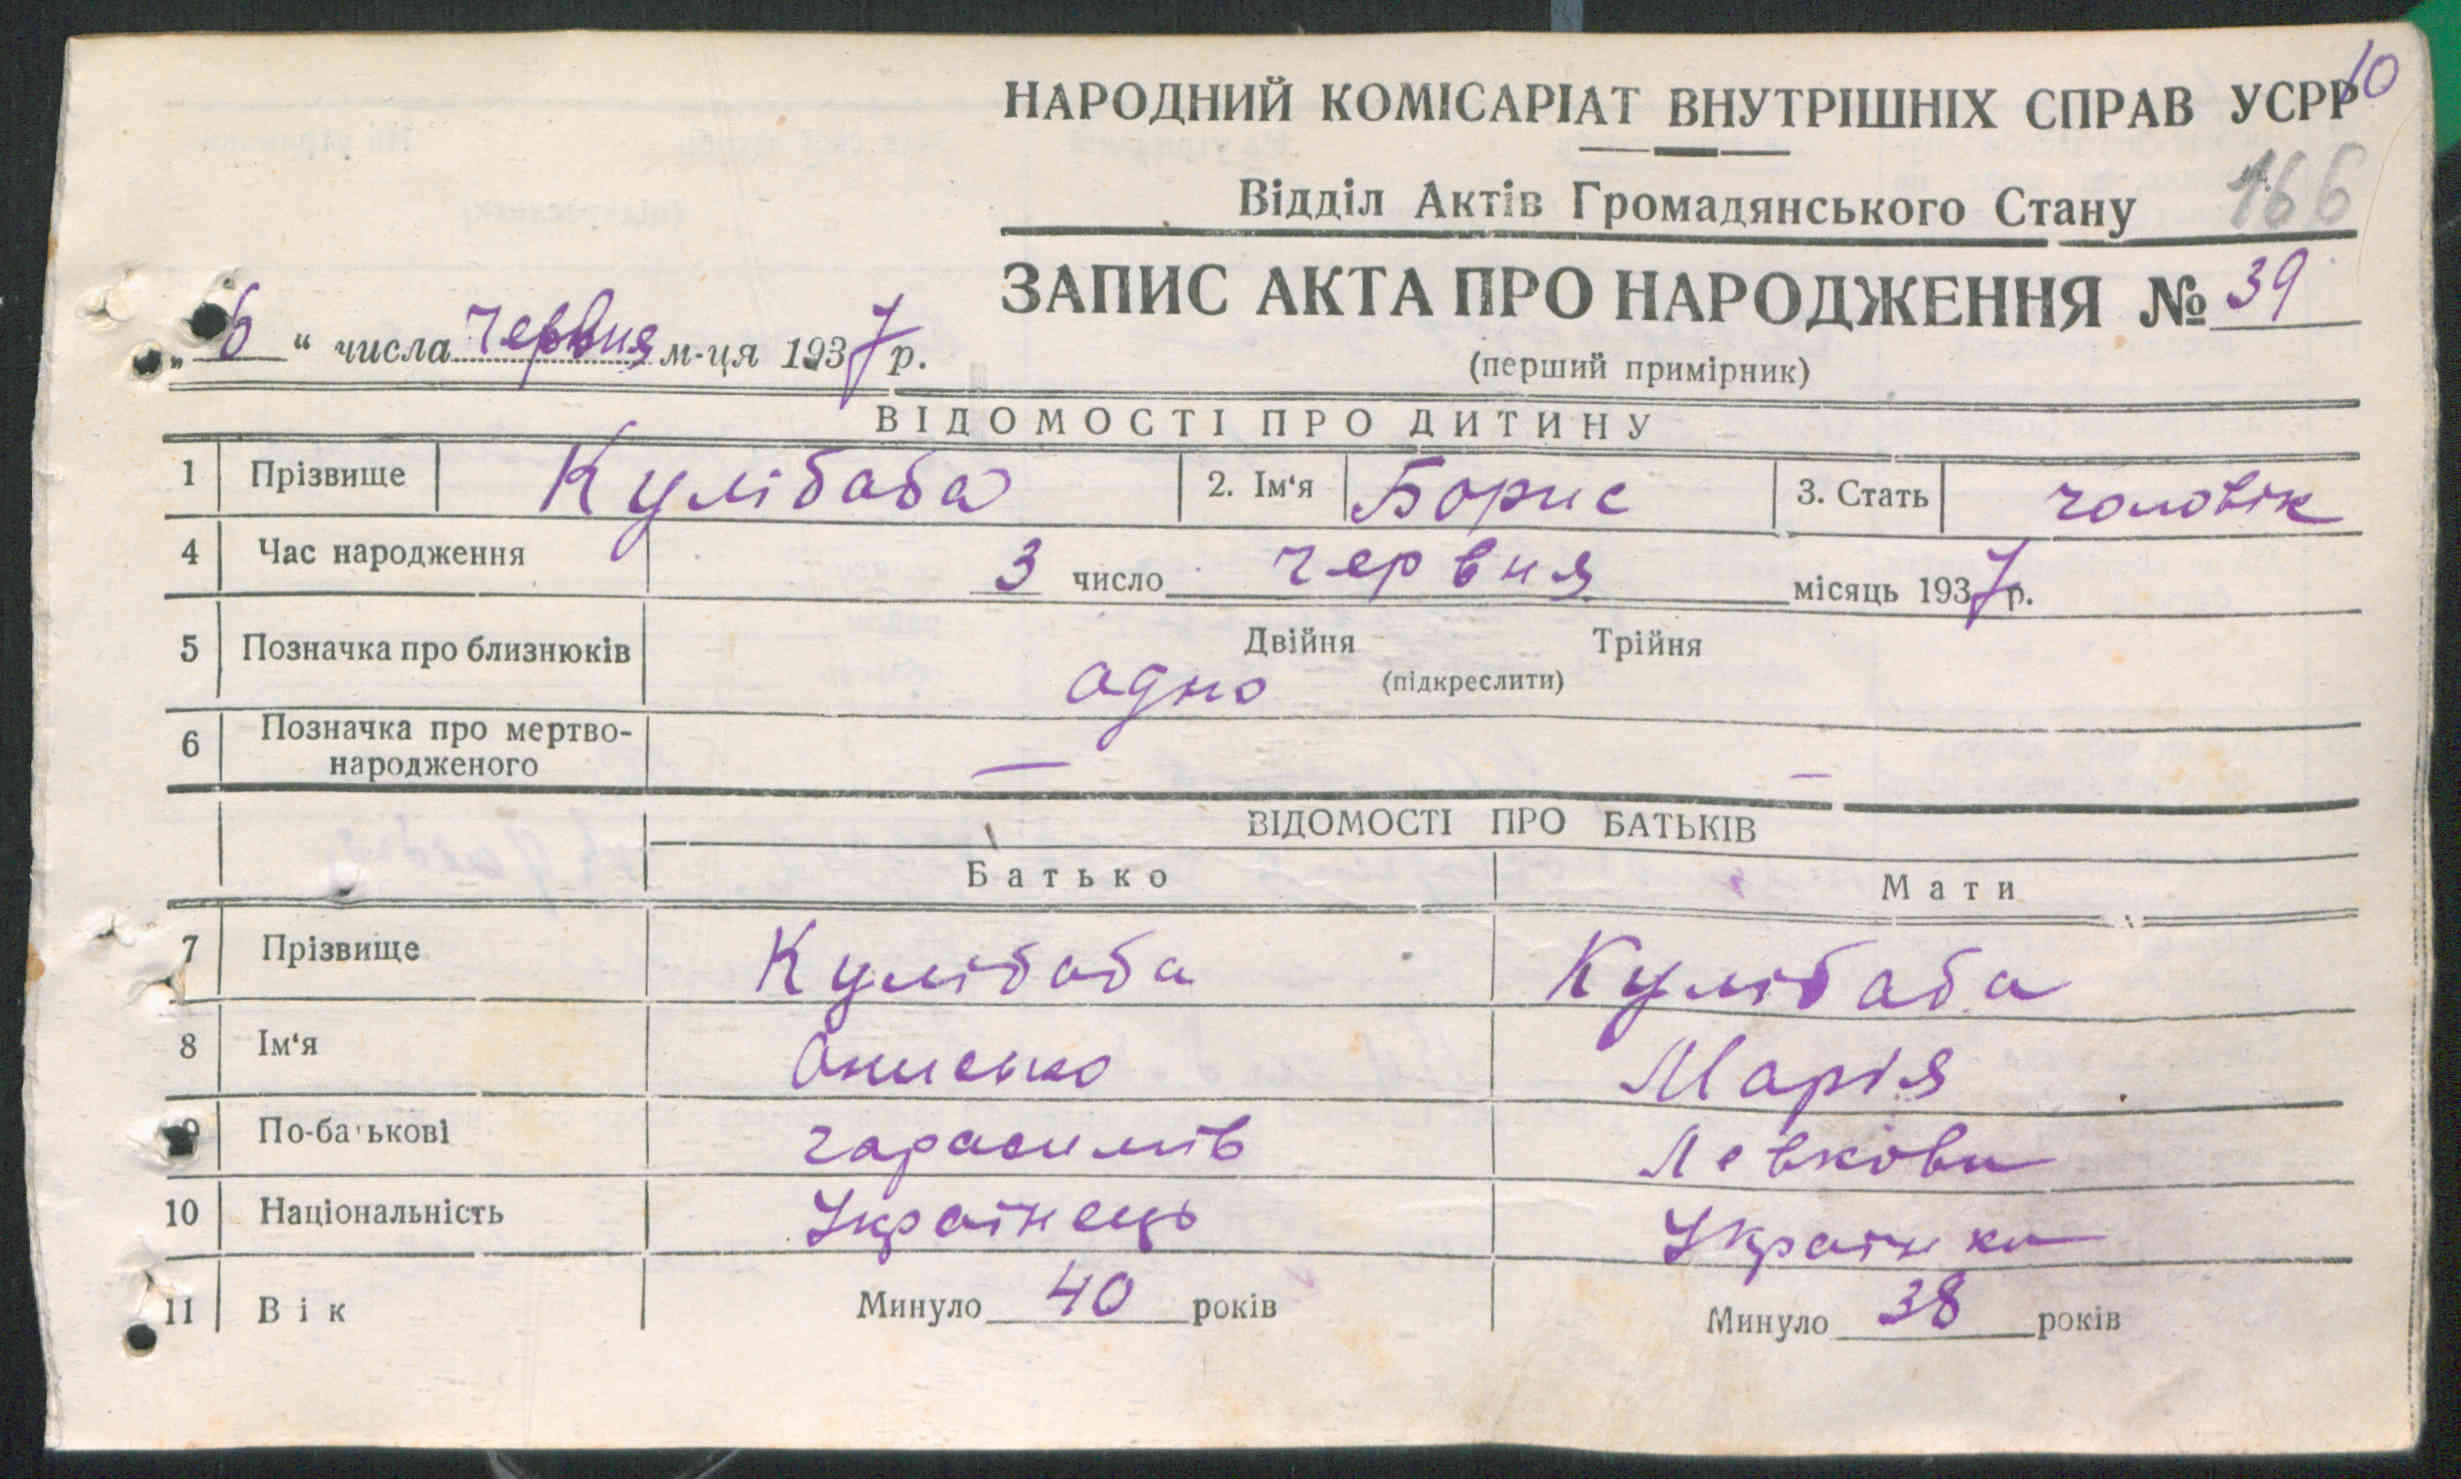 10
НАРОДНИЙ КОМІСАРІАТ ВНУТРІШНІХ СПРАВ УСРР
Відділ Актів Громадянського Стану 166
ЗАПИС АКТА ПРО НАРОДЖЕННЯ № 39
„6“ числа Червня м-ця 1937 р.
(перший примірник)
ВІДОМОСТІ ПРО ДИТИНУ
1 Прізвище Кулібаба 2. Ім‘я Борис 3. Стать чоловік
4 Час народження 3 число червня місяць 1937 р.
5 Позначка про близнюків Двійня Трійня
одно (підкреслити)
6 Позначка про мертво-
народженого — —
ВІДОМОСТІ ПРО БАТЬКІВ
Батько Мати
7 Прізвище Кулібаба Кулібаба
8 Ім‘я Онисько Марія
9 По-батькові гарасимів Левкова
10 Національність Українець Українка
11 Вік Минуло 40 років Минуло 38 років